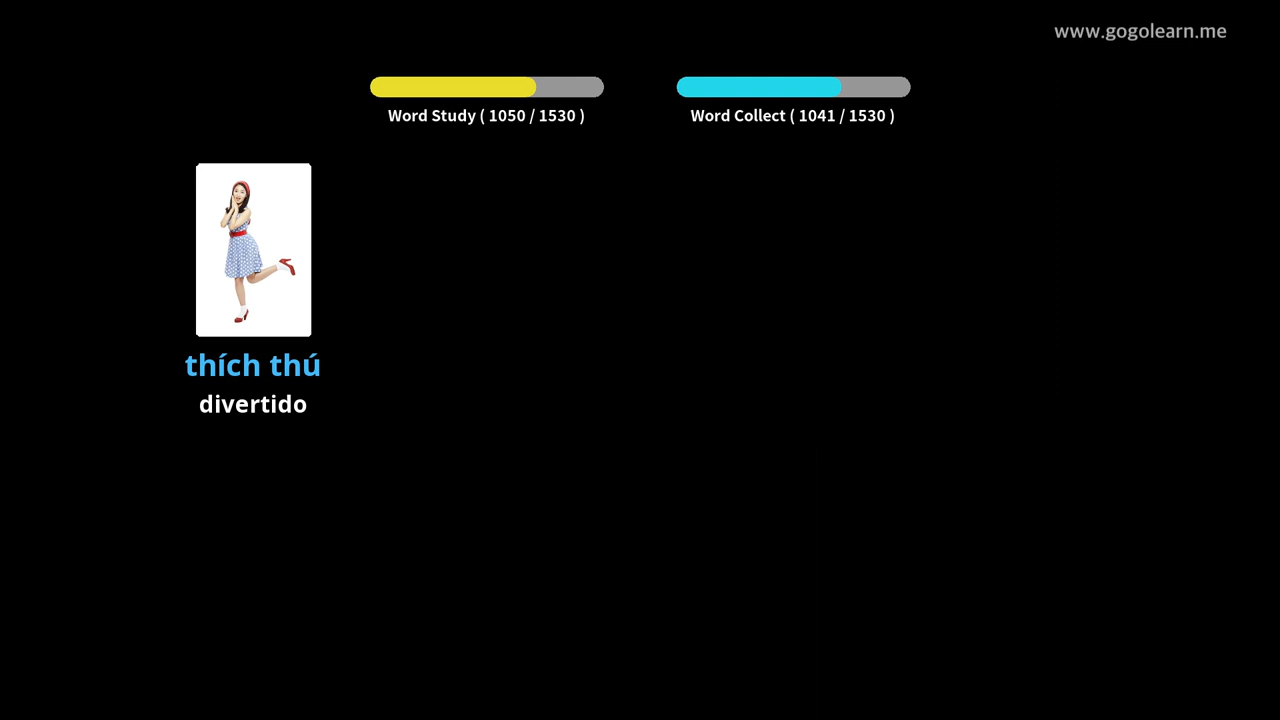 www.gogolearn.me
Word Study ( 1050 / 1530 )
Word Collect ( 1041 / 1530 )
thích thú
divertido